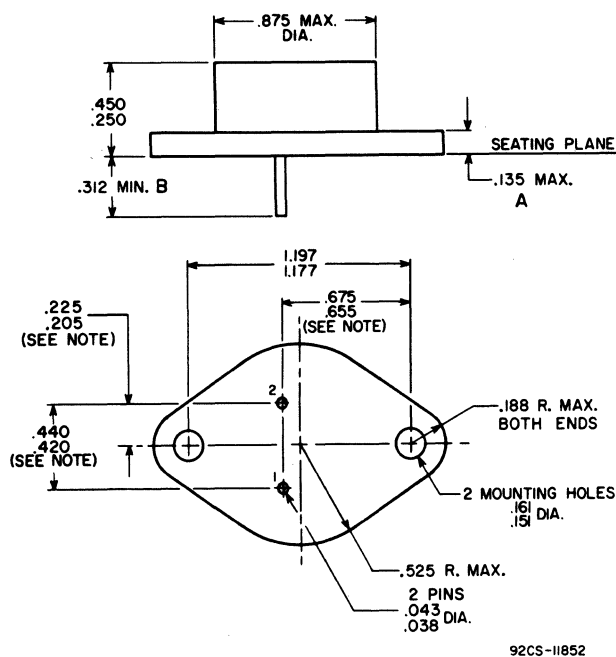 .875 MAX.
DIA.
.450
.250
SEATING PLANE
.312 MIN. B
.135 MAX.
A
1.197
1.177
.225
.205
(SEE NOTE)
.675
.655
(SEE NOTE)
2
.188 R. MAX.
BOTH ENDS
.440
.420
(SEE NOTE)
1
2 MOUNTING HOLES
.161
.151 DIA.
.525 R. MAX.
2 PINS
.043
.038 DIA.
92CS-11852